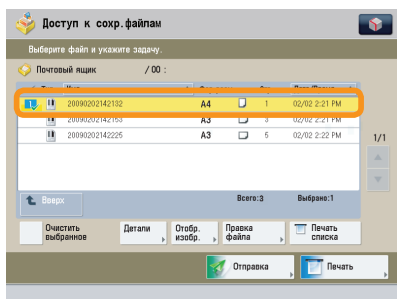 Доступ к сохр.файлам
Выберите файл и укажите задачу.
Почтовый ящик / 00 :
20090202142132 A4 1 02/02 2:21 PM
20090202142153 A3 3 02/02 2:21 PM
20090202142225 A3 5 02/02 2:22 PM
1/1
Вверх Всего:3 Выбрано:1
Очистить выбранное Детали Отобр. изобр. Правка файла Печать списка
Отправка Печать